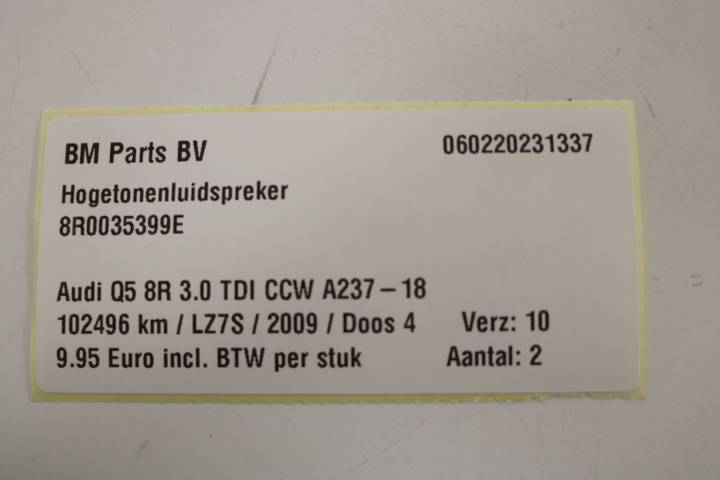 BM Parts BV 060220231337
Hogetonenluidspreker
8R0035399E
Audi Q5 8R 3.0 TDI CCW A237-18
102496 km / LZ7S / 2009 / Doos 4 Verz: 10
9.95 Euro incl. BTW per stuk Aantal: 2